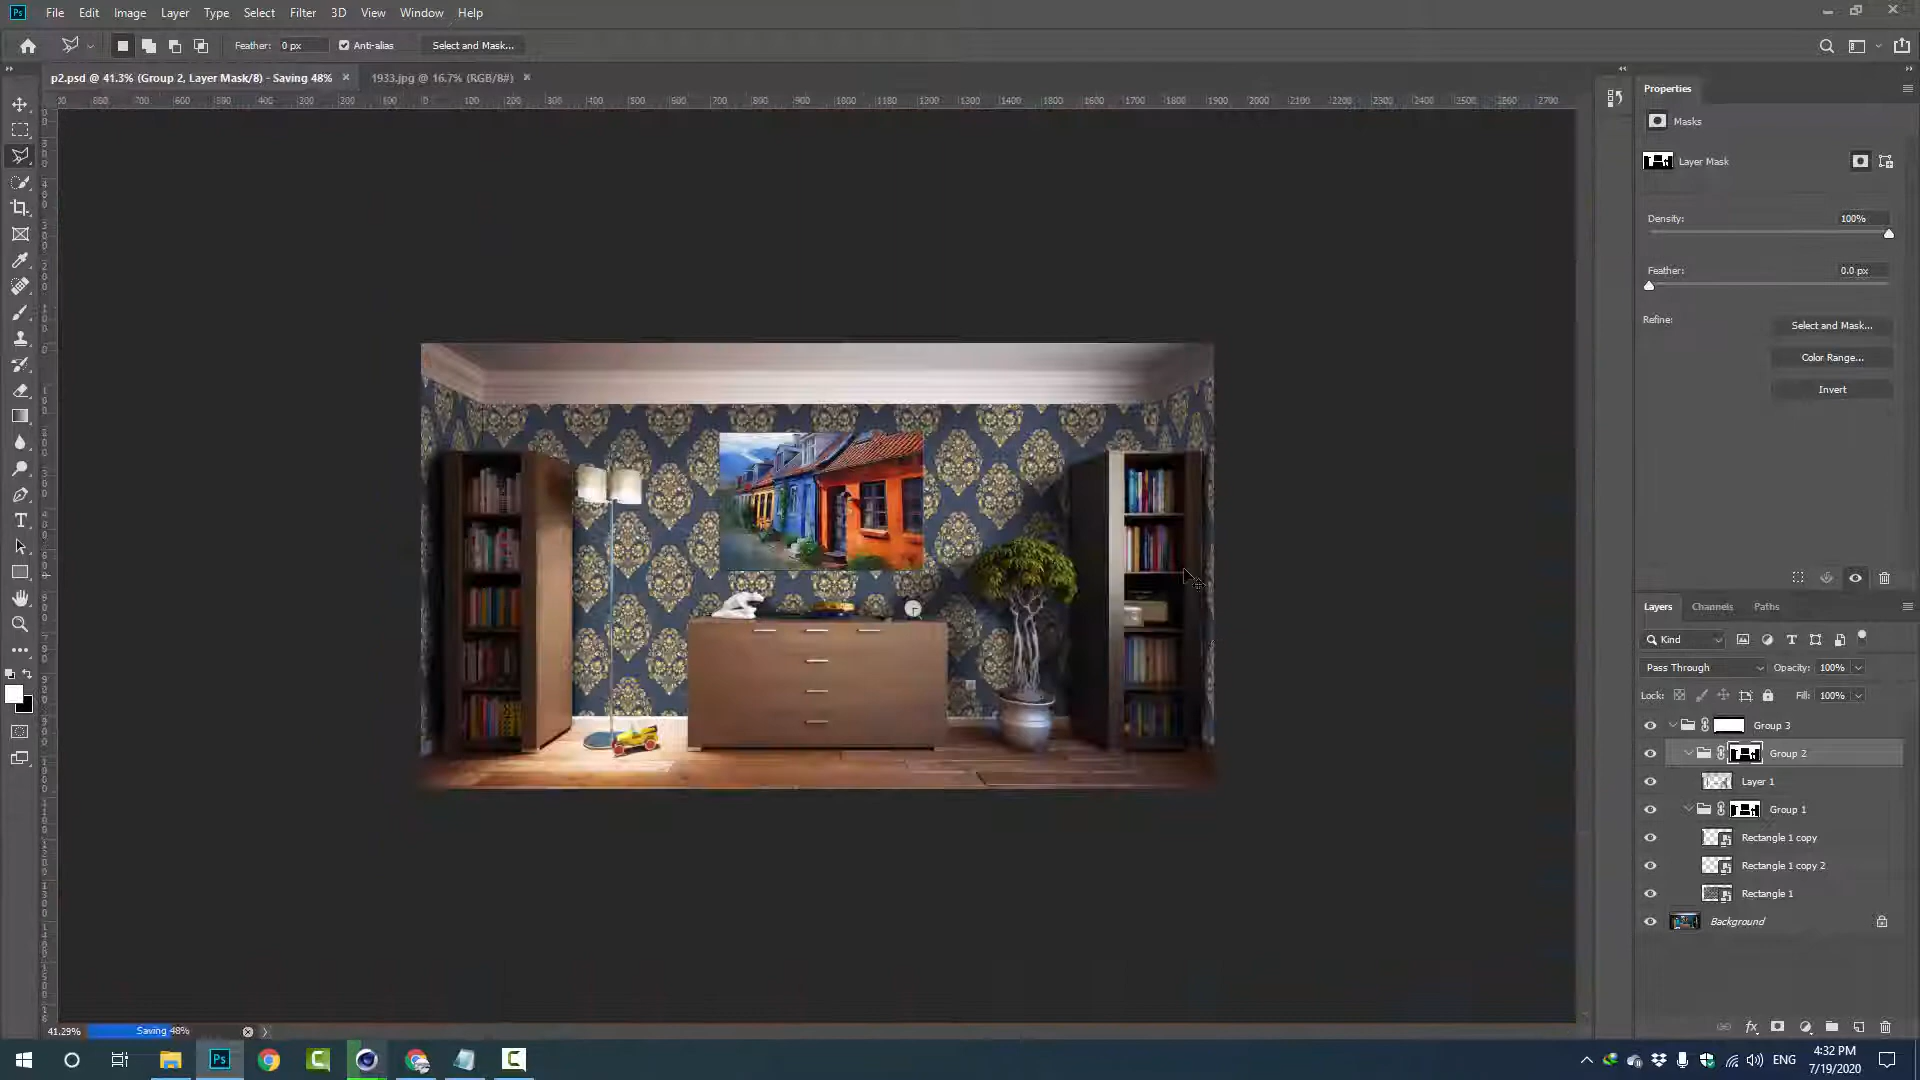 Ps File Edit Image Layer Type Select Filter 3D View Window Help
Feather: 0 px Anti-alias Select and Mask...
p2.psd @ 41.3% (Group 2, Layer Mask/8) - Saving 48% × 1933.jpg @ 16.7% (RGB/8#) ×
Properties
Masks
Layer Mask
Density: 100%
Feather: 0.0 px
Refine: Select and Mask...
Color Range...
Invert
Layers Channels Paths
Kind
Pass Through Opacity: 100%
Lock: Fill: 100%
Group 3
Group 2
Layer 1
Group 1
Rectangle 1 copy
Rectangle 1 copy 2
Rectangle 1
Background
41.29% Saving 48%
Ps ENG 4:32 PM
7/19/2020